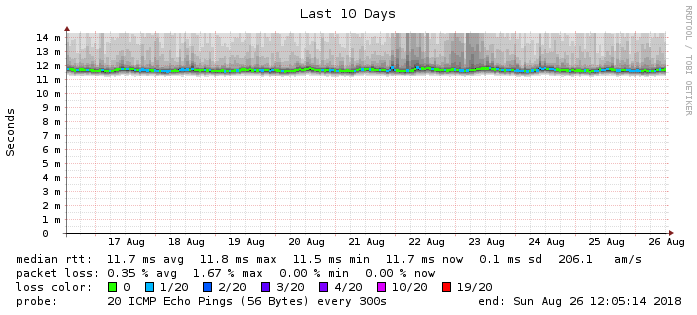 Last 10 Days
RRDTOOL / TOBI OETIKER
Seconds
14 m
13 m
12 m
11 m
10 m
9 m
8 m
7 m
6 m
5 m
4 m
3 m
2 m
1 m
0
17 Aug 18 Aug 19 Aug 20 Aug 21 Aug 22 Aug 23 Aug 24 Aug 25 Aug 26 Aug
median rtt: 11.7 ms avg 11.8 ms max 11.5 ms min 11.7 ms now 0.1 ms sd 206.1 am/s
packet loss: 0.35 % avg 1.67 % max 0.00 % min 0.00 % now
loss color: 0 1/20 2/20 3/20 4/20 10/20 19/20
probe: 20 ICMP Echo Pings (56 Bytes) every 300s end: Sun Aug 26 12:05:14 2018